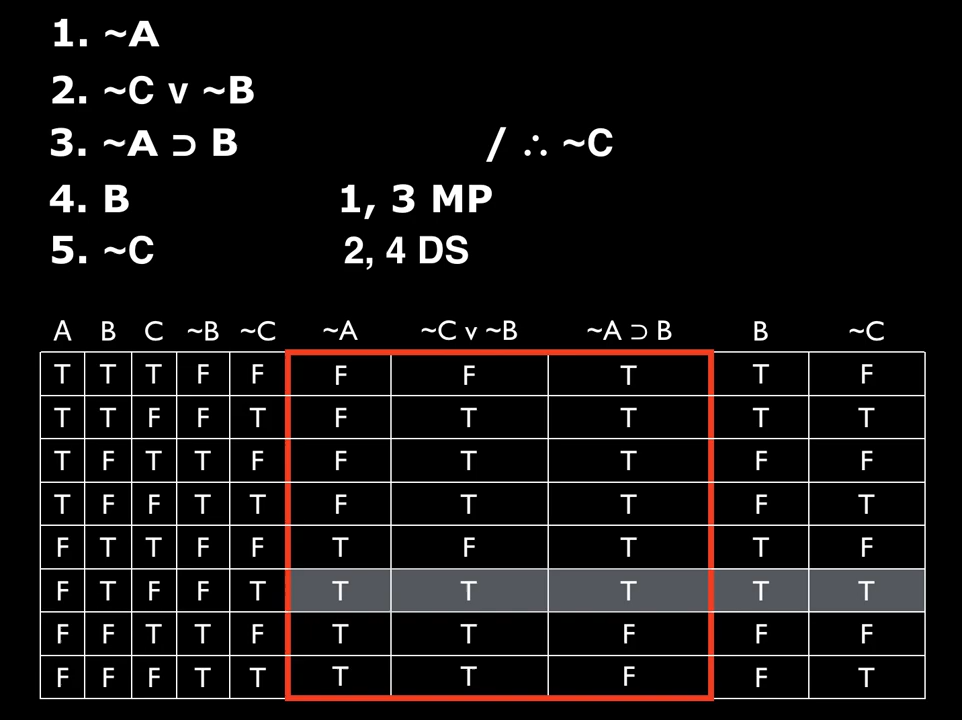 1. ~A
2. ~C v ~B
3. ~A ⊃ B / ∴ ~C
4. B 1, 3 MP
5. ~C 2, 4 DS
A B C ~B ~C ~A ~C v ~B ~A ⊃ B B ~C
T T T F F F F T T F
T T F F T F T T T T
T F T T F F T T F F
T F F T T F T T F T
F T T F F T F T T F
F T F F T T T T T T
F F T T F T T F F F
F F F T T T T F F T